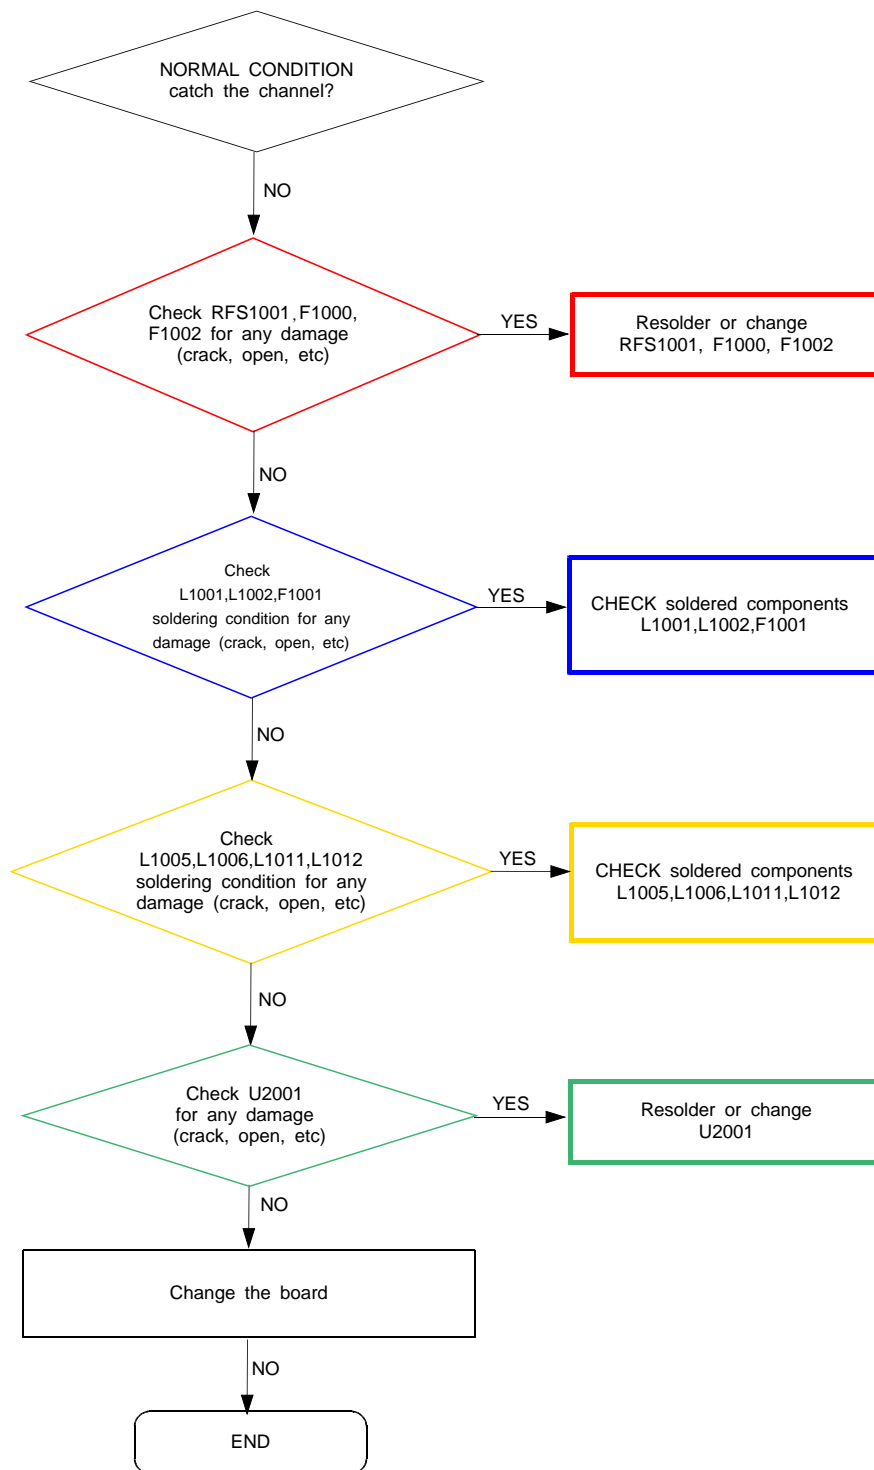 NORMAL CONDITION
catch the channel?
NO
Check RFS1001, F1000,
F1002 for any damage
(crack, open, etc)
YES
Resolder or change
RFS1001, F1000, F1002
NO
Check
L1001,L1002,F1001
soldering condition for any
damage (crack, open, etc)
YES
CHECK soldered components
L1001,L1002,F1001
NO
Check
L1005,L1006,L1011,L1012
soldering condition for any
damage (crack, open, etc)
YES
CHECK soldered components
L1005,L1006,L1011,L1012
NO
Check U2001
for any damage
(crack, open, etc)
YES
Resolder or change
U2001
NO
Change the board
NO
END